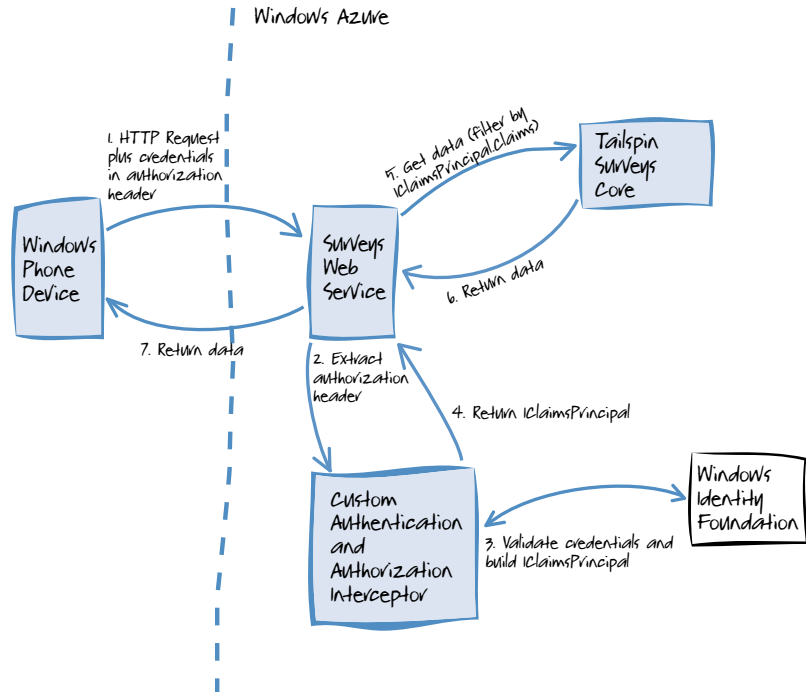 Windows Azure
1. HTTP Request
plus credentials
in authorization
header
5. Get data (filter by
IClaimsPrincipal.Claims)
Tailspin
Surveys
Core
Windows
Phone
Device
Surveys
Web
Service
6. Return data
7. Return data
2. Extract
authorization
header
4. Return IClaimsPrincipal
Custom
Authentication
and
Authorization
Interceptor
Windows
Identity
Foundation
3. Validate credentials and
build IClaimsPrincipal